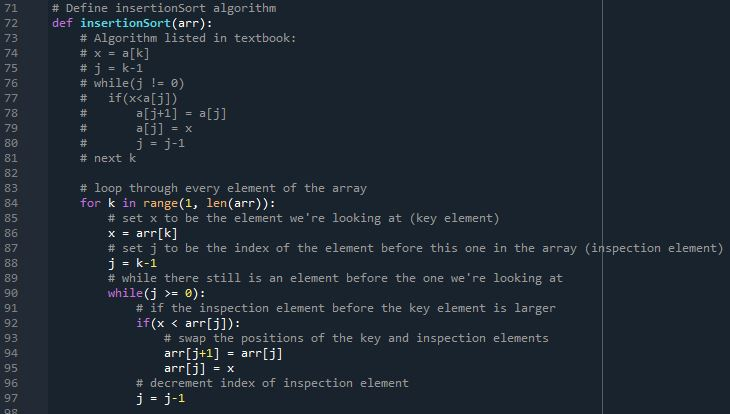 71 # Define insertionSort algorithm
72 def insertionSort(arr):
73     # Algorithm listed in textbook:
74     # x = a[k]
75     # j = k-1
76     # while(j != 0)
77     #   if(x<a[j])
78     #       a[j+1] = a[j]
79     #       a[j] = x
80     #       j = j-1
81     # next k
82
83     # loop through every element of the array
84     for k in range(1, len(arr)):
85         # set x to be the element we're looking at (key element)
86         x = arr[k]
87         # set j to be the index of the element before this one in the array (inspection element)
88         j = k-1
89         # while there still is an element before the one we're looking at
90         while(j >= 0):
91             # if the inspection element before the key element is larger
92             if(x < arr[j]):
93                 # swap the positions of the key and inspection elements
94                 arr[j+1] = arr[j]
95                 arr[j] = x
96             # decrement index of inspection element
97             j = j-1
98